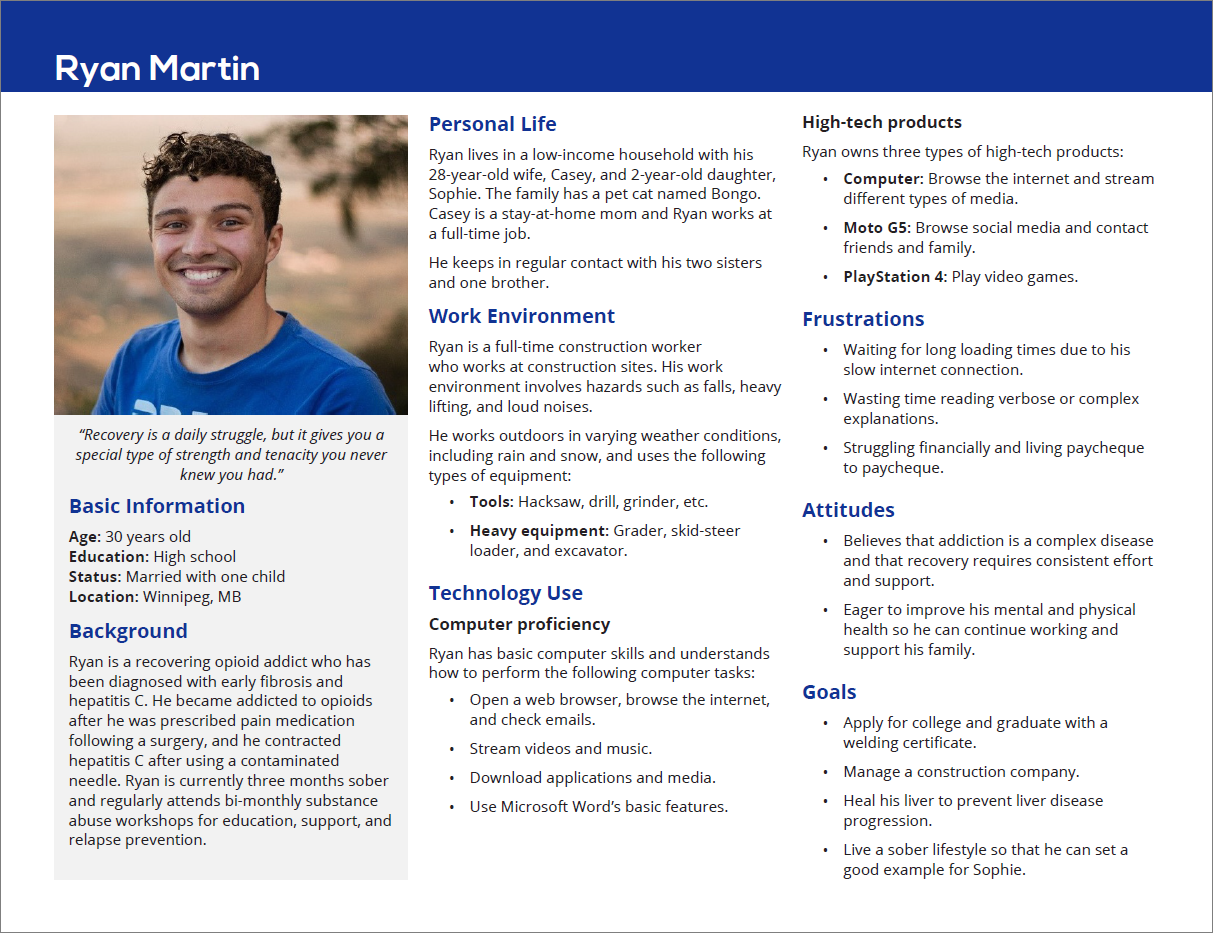 Ryan Martin
“Recovery is a daily struggle, but it gives you a
special type of strength and tenacity you never
knew you had.”
Basic Information
Age: 30 years old
Education: High school
Status: Married with one child
Location: Winnipeg, MB
Background
Ryan is a recovering opioid addict who has
been diagnosed with early fibrosis and
hepatitis C. He became addicted to opioids
after he was prescribed pain medication
following a surgery, and he contracted
hepatitis C after using a contaminated
needle. Ryan is currently three months sober
and regularly attends bi-monthly substance
abuse workshops for education, support, and
relapse prevention.
Personal Life
Ryan lives in a low-income household with his
28-year-old wife, Casey, and 2-year-old daughter,
Sophie. The family has a pet cat named Bongo.
Casey is a stay-at-home mom and Ryan works at
a full-time job.
He keeps in regular contact with his two sisters
and one brother.
Work Environment
Ryan is a full-time construction worker
who works at construction sites. His work
environment involves hazards such as falls, heavy
lifting, and loud noises.
He works outdoors in varying weather conditions,
including rain and snow, and uses the following
types of equipment:
• Tools: Hacksaw, drill, grinder, etc.
• Heavy equipment: Grader, skid-steer
loader, and excavator.
Technology Use
Computer proficiency
Ryan has basic computer skills and understands
how to perform the following computer tasks:
• Open a web browser, browse the internet,
and check emails.
• Stream videos and music.
• Download applications and media.
• Use Microsoft Word’s basic features.
High-tech products
Ryan owns three types of high-tech products:
• Computer: Browse the internet and stream
different types of media.
• Moto G5: Browse social media and contact
friends and family.
• PlayStation 4: Play video games.
Frustrations
• Waiting for long loading times due to his
slow internet connection.
• Wasting time reading verbose or complex
explanations.
• Struggling financially and living paycheque
to paycheque.
Attitudes
• Believes that addiction is a complex disease
and that recovery requires consistent effort
and support.
• Eager to improve his mental and physical
health so he can continue working and
support his family.
Goals
• Apply for college and graduate with a
welding certificate.
• Manage a construction company.
• Heal his liver to prevent liver disease
progression.
• Live a sober lifestyle so that he can set a
good example for Sophie.